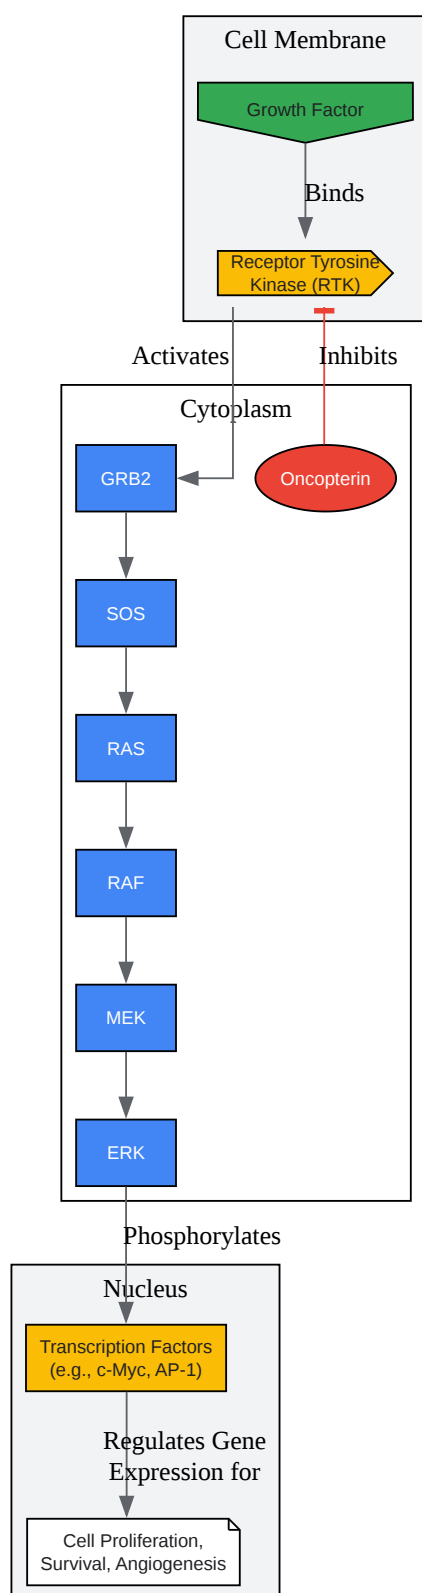 Cell Membrane
Growth Factor
Binds
Receptor Tyrosine
Kinase (RTK)
Activates
Inhibits
Cytoplasm
GRB2
Oncopterin
SOS
RAS
RAF
MEK
ERK
Phosphorylates
Nucleus
Transcription Factors
(e.g., c-Myc, AP-1)
Regulates Gene
Expression for
Cell Proliferation,
Survival, Angiogenesis